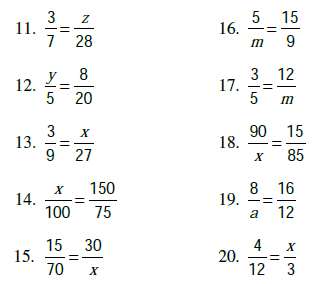 11. 3/7 = z/28
12. y/5 = 8/20
13. 3/9 = x/27
14. x/100 = 150/75
15. 15/70 = 30/x
16. 5/m = 15/9
17. 3/5 = 12/m
18. 90/x = 15/85
19. 8/a = 16/12
20. 4/12 = x/3